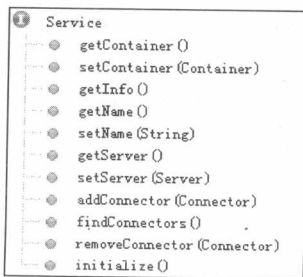 Service
getContainer()
setContainer(Container)
getInfo()
getName()
setName(String)
getServer()
setServer(Server)
addConnector(Connector)
findConnectors()
removeConnector(Connector)
initialize()